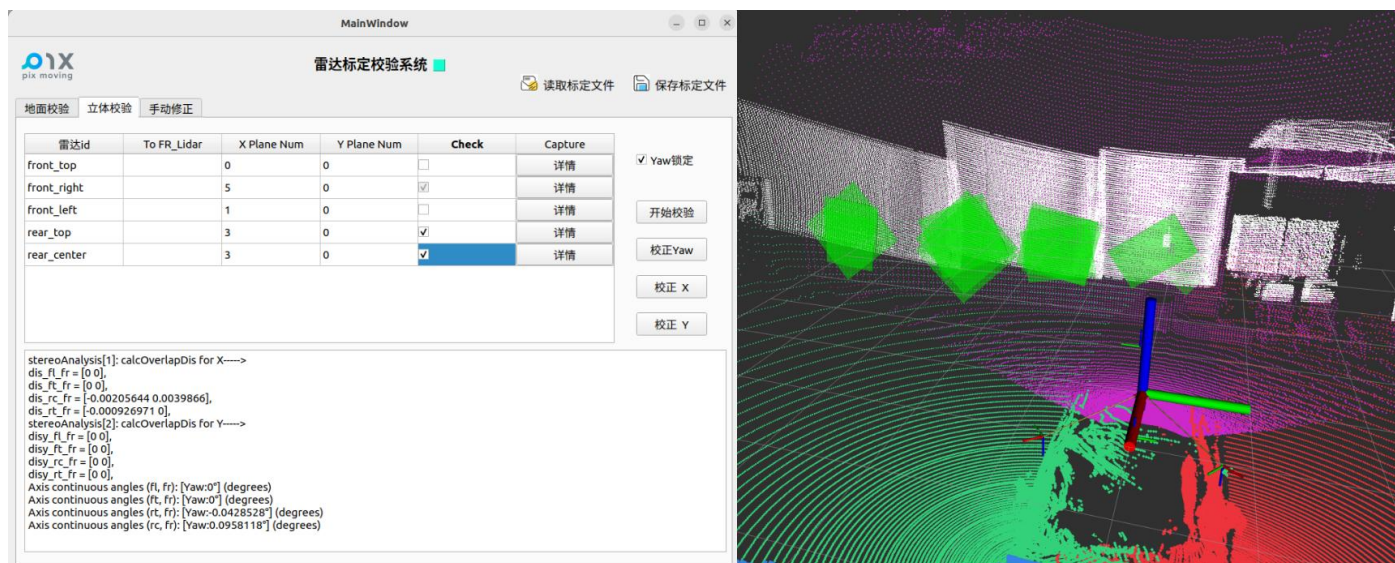 MainWindow
PIX
pix moving
雷达标定校验系统
读取标定文件 保存标定文件
地面校验 立体校验 手动修正
雷达id To FR_Lidar X Plane Num Y Plane Num Check Capture
front_top 0 0 详情
front_right 5 0 详情
front_left 1 0 详情
rear_top 3 0 详情
rear_center 3 0 详情
Yaw锁定
开始校验
校正Yaw
校正 X
校正 Y
stereoAnalysis[1]: calcOverlapDis for X----->
dis_fl_fr = [0 0],
dis_ft_fr = [0 0],
dis_rc_fr = [-0.00205644 0.0039866],
dis_rt_fr = [-0.000926971 0],
stereoAnalysis[2]: calcOverlapDis for Y----->
disy_fl_fr = [0 0],
disy_ft_fr = [0 0],
disy_rc_fr = [0 0],
disy_rt_fr = [0 0],
Axis continuous angles (fl, fr): [Yaw:0°] (degrees)
Axis continuous angles (ft, fr): [Yaw:0°] (degrees)
Axis continuous angles (rt, fr): [Yaw:-0.0428528°] (degrees)
Axis continuous angles (rc, fr): [Yaw:0.0958118°] (degrees)